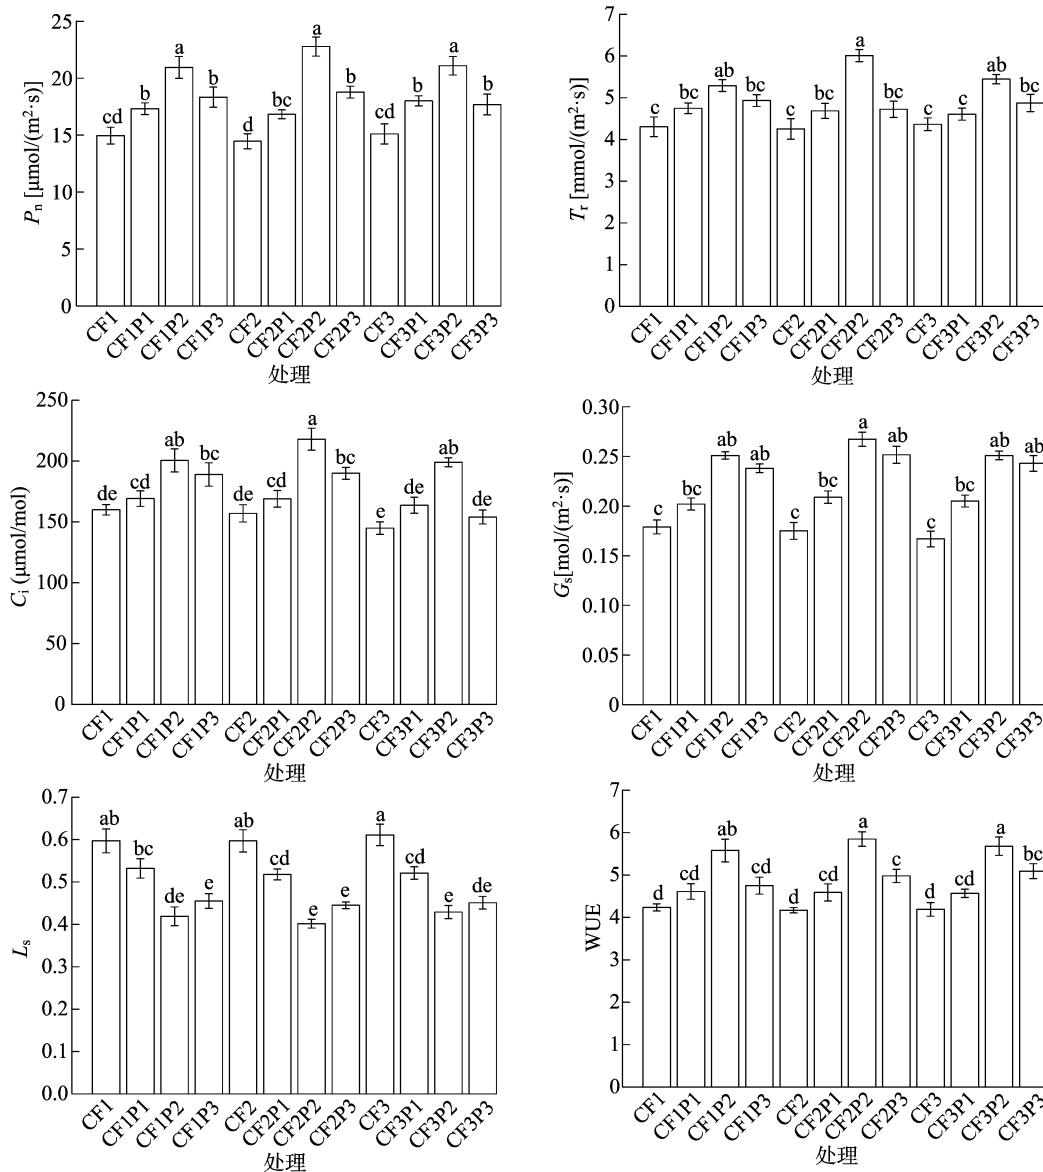 25
20
15
10
5
0
P_n [μmol/(m²·s)]
cd
b
a
b
d
bc
a
b
cd
b
a
b
CF1
CF1P1
CF1P2
CF1P3
CF2
CF2P1
CF2P2
CF2P3
CF3
CF3P1
CF3P2
CF3P3
处理
7
6
5
4
3
2
1
0
T_r [mmol/(m²·s)]
c
bc
ab
bc
c
bc
a
bc
c
c
ab
bc
CF1
CF1P1
CF1P2
CF1P3
CF2
CF2P1
CF2P2
CF2P3
CF3
CF3P1
CF3P2
CF3P3
处理
250
200
150
100
50
0
C_i (μmol/mol)
de
cd
ab
bc
de
cd
a
bc
e
de
ab
de
CF1
CF1P1
CF1P2
CF1P3
CF2
CF2P1
CF2P2
CF2P3
CF3
CF3P1
CF3P2
CF3P3
处理
0.30
0.25
0.20
0.15
0.10
0.05
0
G_s[mol/(m²·s)]
c
bc
ab
ab
c
bc
a
ab
c
bc
ab
ab
CF1
CF1P1
CF1P2
CF1P3
CF2
CF2P1
CF2P2
CF2P3
CF3
CF3P1
CF3P2
CF3P3
处理
0.7
0.6
0.5
0.4
0.3
0.2
0.1
0.0
L_s
ab
bc
de
e
ab
cd
e
e
a
cd
e
de
CF1
CF1P1
CF1P2
CF1P3
CF2
CF2P1
CF2P2
CF2P3
CF3
CF3P1
CF3P2
CF3P3
处理
7
6
5
4
3
2
1
0
WUE
d
cd
ab
cd
d
cd
a
c
d
cd
a
bc
CF1
CF1P1
CF1P2
CF1P3
CF2
CF2P1
CF2P2
CF2P3
CF3
CF3P1
CF3P2
CF3P3
处理